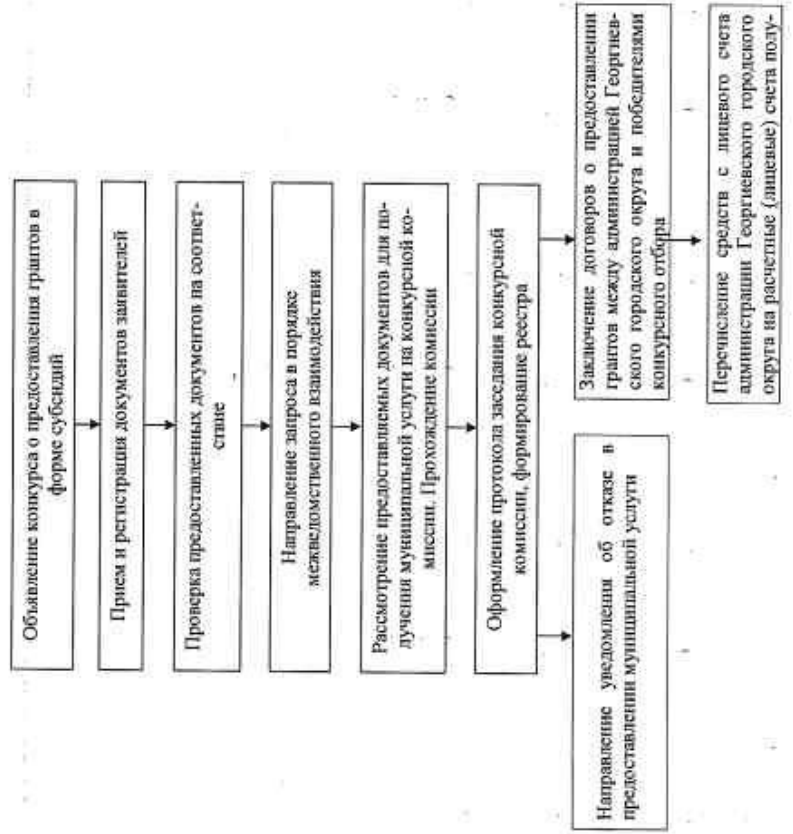 Объявление конкурса о предоставления грантов в
форме субсидий
Прием и регистрация документов заявителей
Проверка предоставленных документов на соответ-
ствие
Направление запроса в порядке
межведомственного взаимодействия
Рассмотрение предоставляемых документов для по-
лучения муниципальной услуги на конкурсной ко-
миссии. Прохождение комиссии
Оформление протокола заседания конкурсной
комиссии, формирование реестра
Направление уведомления об отказе в
предоставлении муниципальной услуги
Заключение договоров о предоставлении
грантов между администрацией Георгиев-
ского городского округа и победителями
конкурсного отбора
Перечисление средств с лицевого счета
администрации Георгиевского городского
округа на расчетные (лицевые) счета полу-